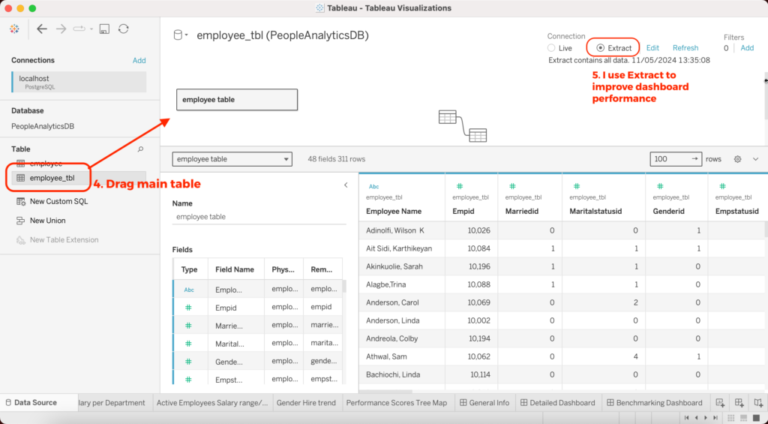 Tableau - Tableau Visualizations
Connections
Add
localhost
PostgreSQL
Database
PeopleAnalyticsDB
Table
employee
employee_tbl
New Custom SQL
New Union
New Table Extension
4. Drag main table
employee_tbl (PeopleAnalyticsDB)
Connection
Live
Extract
Edit
Refresh
Filters
0
Add
Extract contains all data. 11/05/2024 13:35:08
5. I use Extract to
improve dashboard
performance
employee table
employee table
48 fields 311 rows
100
rows
Name
employee table
Fields
Type Field Name Phys... Rem...
Abc Emplo... emplo... emplo...
# Empid emplo... empid
# Marrie... emplo... marrie...
# Marital... emplo... marita...
# Gende... emplo... gende...
# Empst... emplo... empst...
Abc # # # # #
employee_tbl employee_tbl employee_tbl employee_tbl employee_tbl employee_tbl
Employee Name Empid Marriedid Maritalstatusid Genderid Empstatusid
Adinolfi, Wilson K 10,026 0 0 1
Ait Sidi, Karthikeyan 10,084 1 1 1
Akinkuolie, Sarah 10,196 1 1 0
Alagbe,Trina 10,088 1 1 0
Anderson, Carol 10,069 0 2 0
Anderson, Linda 10,002 0 0 0
Andreola, Colby 10,194 0 0 0
Athwal, Sam 10,062 0 4 1
Bachiochi, Linda 10,114 0 0 0
Data Source
lary per Department
Active Employees Salary range/...
Gender Hire trend
Performance Scores Tree Map
General Info
Detailed Dashboard
Benchmarking Dashboard